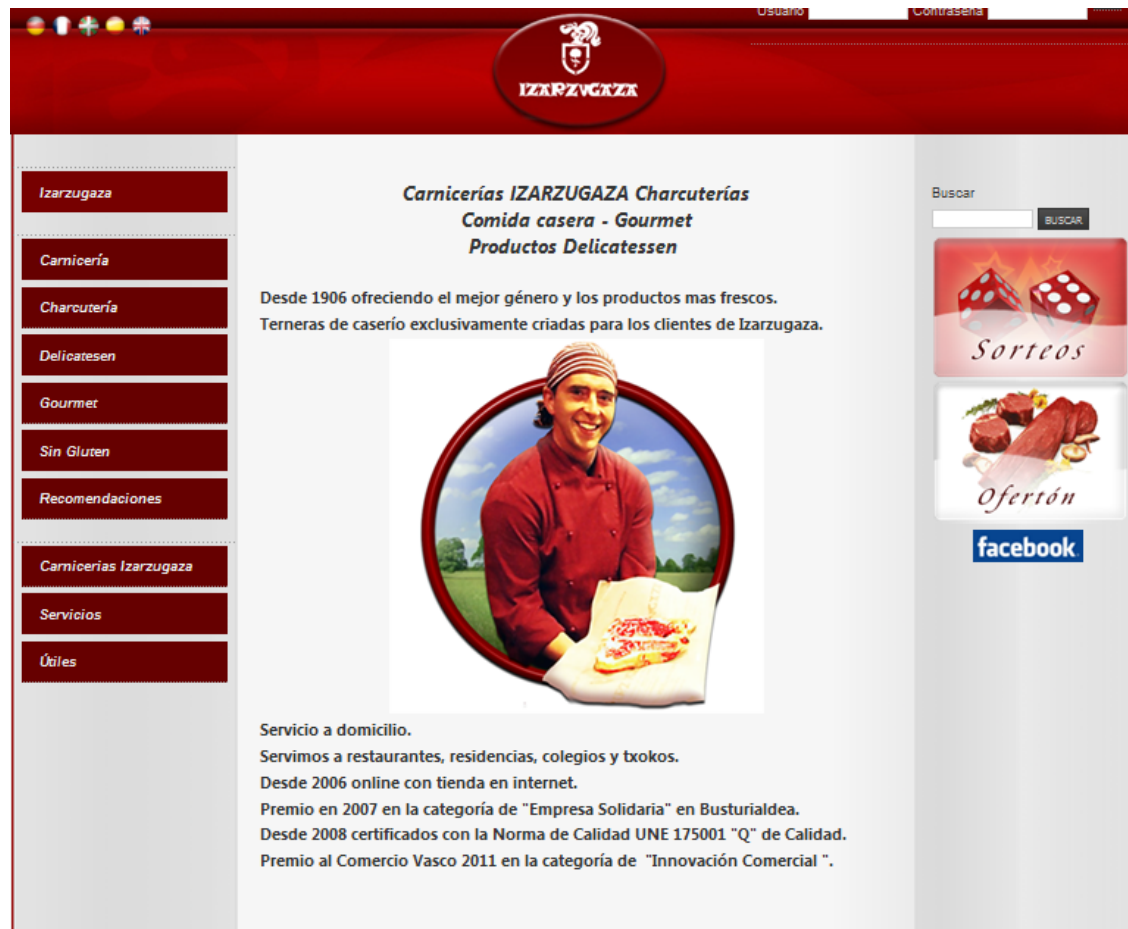 Usuario
Contraseña
IZARZUGAZA
Izarzugaza
Carnicería
Charcutería
Delicatesen
Gourmet
Sin Gluten
Recomendaciones
Carnicerias Izarzugaza
Servicios
Útiles
Carnicerías IZARZUGAZA Charcuterías
Comida casera - Gourmet
Productos Delicatessen
Desde 1906 ofreciendo el mejor género y los productos mas frescos.
Terneras de caserío exclusivamente criadas para los clientes de Izarzugaza.
Servicio a domicilio.
Servimos a restaurantes, residencias, colegios y txokos.
Desde 2006 online con tienda en internet.
Premio en 2007 en la categoría de "Empresa Solidaria" en Busturialdea.
Desde 2008 certificados con la Norma de Calidad UNE 175001 "Q" de Calidad.
Premio al Comercio Vasco 2011 en la categoría de "Innovación Comercial ".
Buscar
BUSCAR
Sorteos
Ofertón
facebook